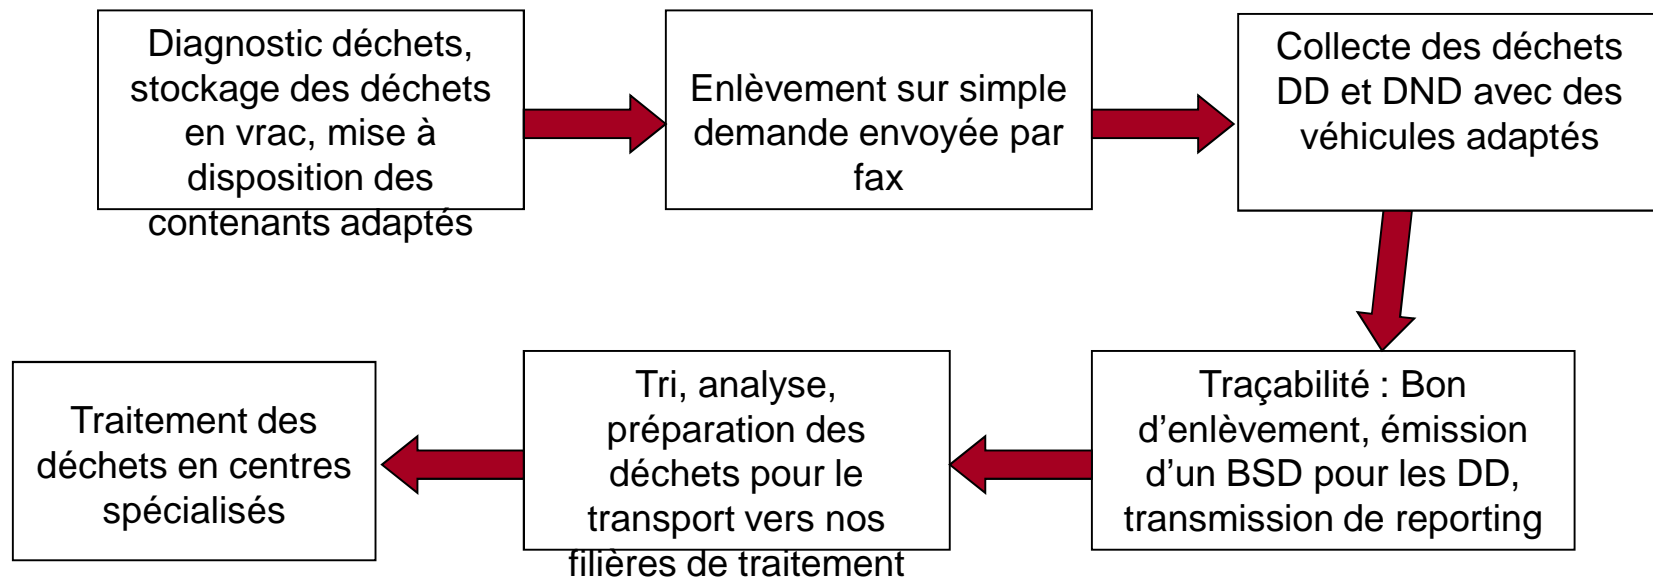 Diagnostic déchets,
stockage des déchets
en vrac, mise à
disposition des
contenants adaptés
Enlèvement sur simple
demande envoyée par
fax
Collecte des déchets
DD et DND avec des
véhicules adaptés
Traçabilité : Bon
d’enlèvement, émission
d’un BSD pour les DD,
transmission de reporting
Tri, analyse,
préparation des
déchets pour le
transport vers nos
filières de traitement
Traitement des
déchets en centres
spécialisés